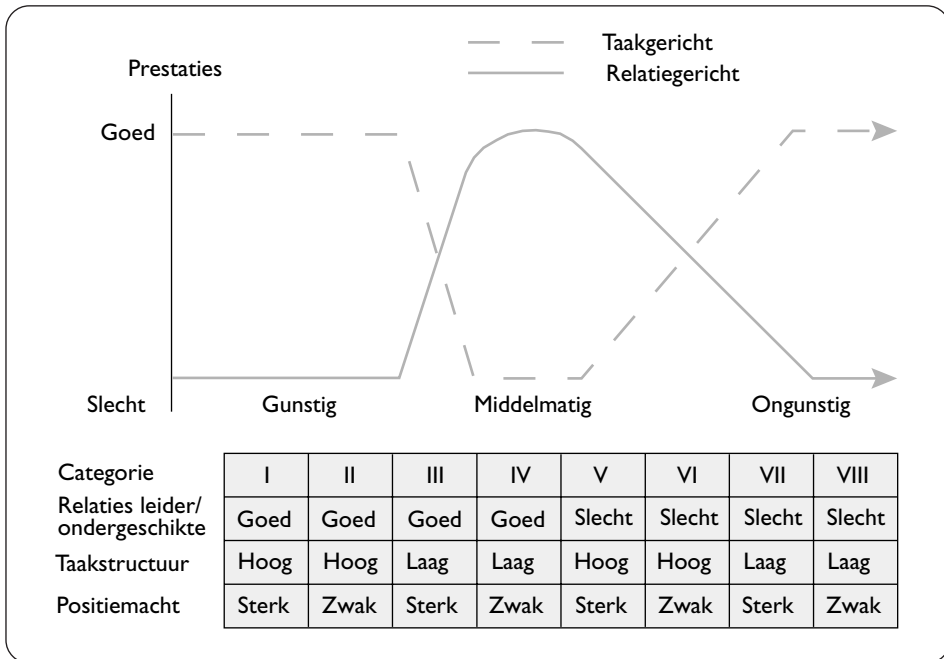 Taakgericht
Prestaties
Relatiegericht
Goed
Slecht Gunstig Middelmatig Ongunstig
Categorie I II III IV V VI VII VIII
Relaties leider/
ondergeschikte Goed Goed Goed Goed Slecht Slecht Slecht Slecht
Taakstructuur Hoog Hoog Laag Laag Hoog Hoog Laag Laag
Positiemacht Sterk Zwak Sterk Zwak Sterk Zwak Sterk Zwak